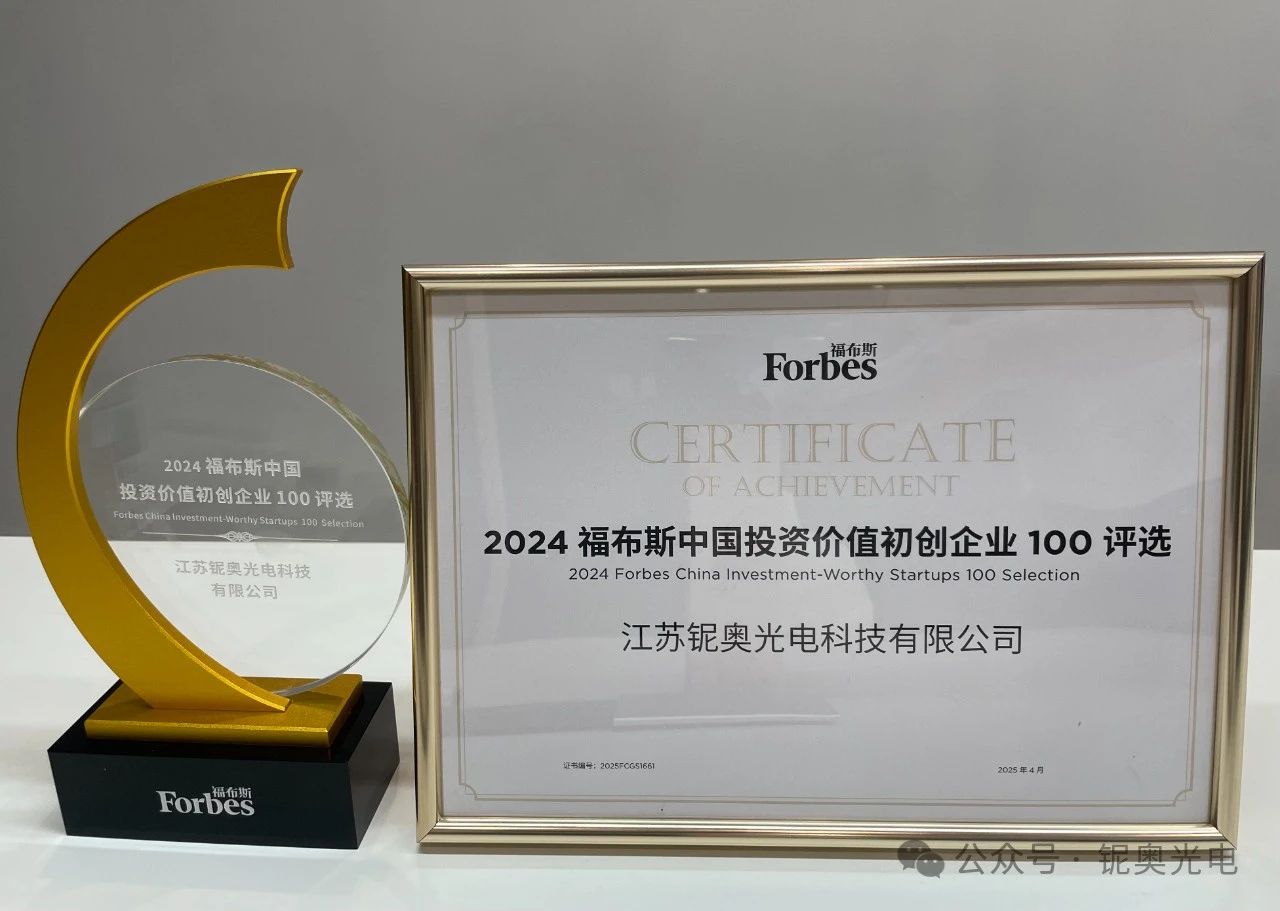 2024 福布斯中国
投资价值初创企业 100 评选
Forbes China Investment-Worthy Startups 100 Selection
江苏铌奥光电科技
有限公司
福布斯
Forbes
福布斯
Forbes
CERTIFICATE
OF ACHIEVEMENT
2024 福布斯中国投资价值初创企业 100 评选
2024 Forbes China Investment-Worthy Startups 100 Selection
江苏铌奥光电科技有限公司
证书编号：2025FCGS1661
2025 年 4 月
公众号 · 铌奥光电